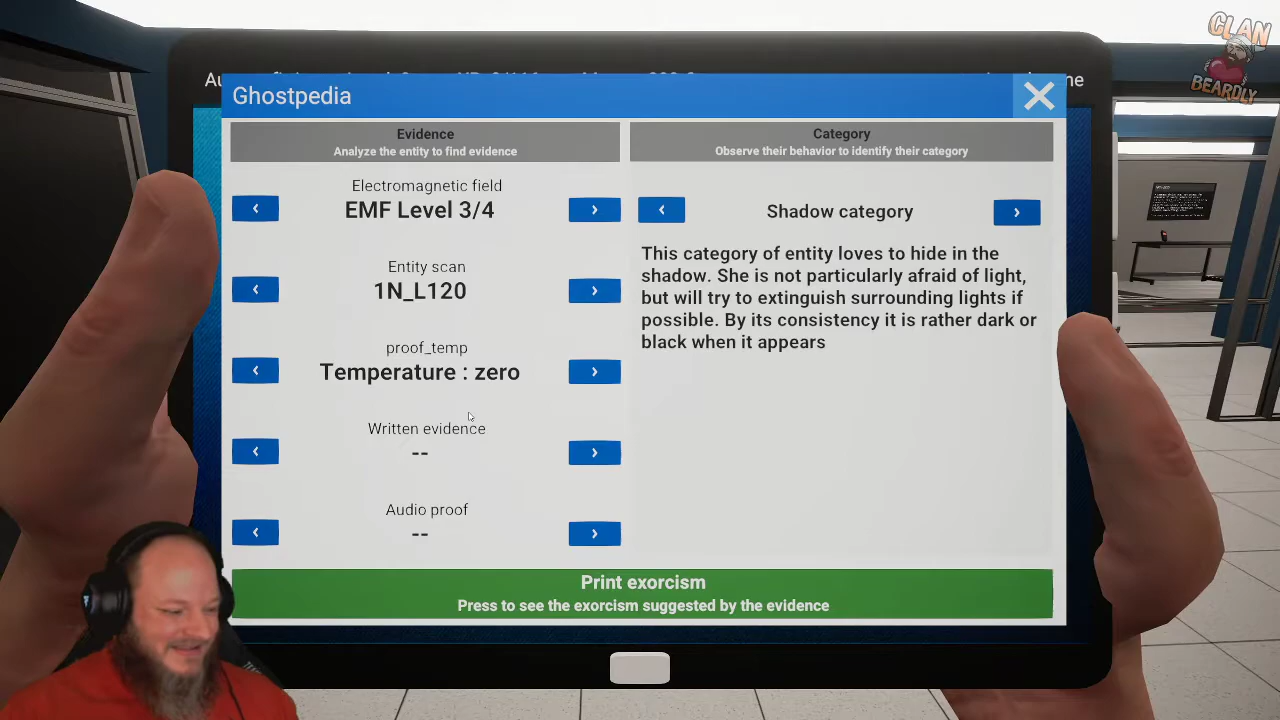 CLAN
BEARDLY
Ghostpedia
Evidence
Analyze the entity to find evidence
Category
Observe their behavior to identify their category
Electromagnetic field
EMF Level 3/4
Entity scan
1N_L120
proof_temp
Temperature : zero
Written evidence
--
Audio proof
--
Shadow category
This category of entity loves to hide in the
shadow. She is not particularly afraid of light,
but will try to extinguish surrounding lights if
possible. By its consistency it is rather dark or
black when it appears
Print exorcism
Press to see the exorcism suggested by the evidence